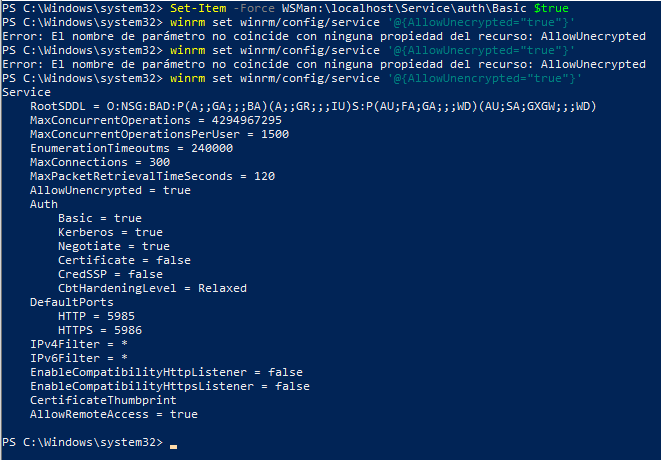 PS C:\Windows\system32> Set-Item -Force WSMan:\localhost\Service\auth\Basic $true
PS C:\Windows\system32> winrm set winrm/config/service '@{AllowUnecrypted="true"}'
Error: El nombre de parámetro no coincide con ninguna propiedad del recurso: AllowUnecrypted
PS C:\Windows\system32> winrm set winrm/config/service '@{AllowUnecrypted="true"}'
Error: El nombre de parámetro no coincide con ninguna propiedad del recurso: AllowUnecrypted
PS C:\Windows\system32> winrm set winrm/config/service '@{AllowUnencrypted="true"}'
Service
    RootSDDL = O:NSG:BAD:P(A;;GA;;;BA)(A;;GR;;;IU)S:P(AU;FA;GA;;;WD)(AU;SA;GXGW;;;WD)
    MaxConcurrentOperations = 4294967295
    MaxConcurrentOperationsPerUser = 1500
    EnumerationTimeoutms = 240000
    MaxConnections = 300
    MaxPacketRetrievalTimeSeconds = 120
    AllowUnencrypted = true
    Auth
        Basic = true
        Kerberos = true
        Negotiate = true
        Certificate = false
        CredSSP = false
        CbtHardeningLevel = Relaxed
    DefaultPorts
        HTTP = 5985
        HTTPS = 5986
    IPv4Filter = *
    IPv6Filter = *
    EnableCompatibilityHttpListener = false
    EnableCompatibilityHttpsListener = false
    CertificateThumbprint
    AllowRemoteAccess = true
PS C:\Windows\system32> _